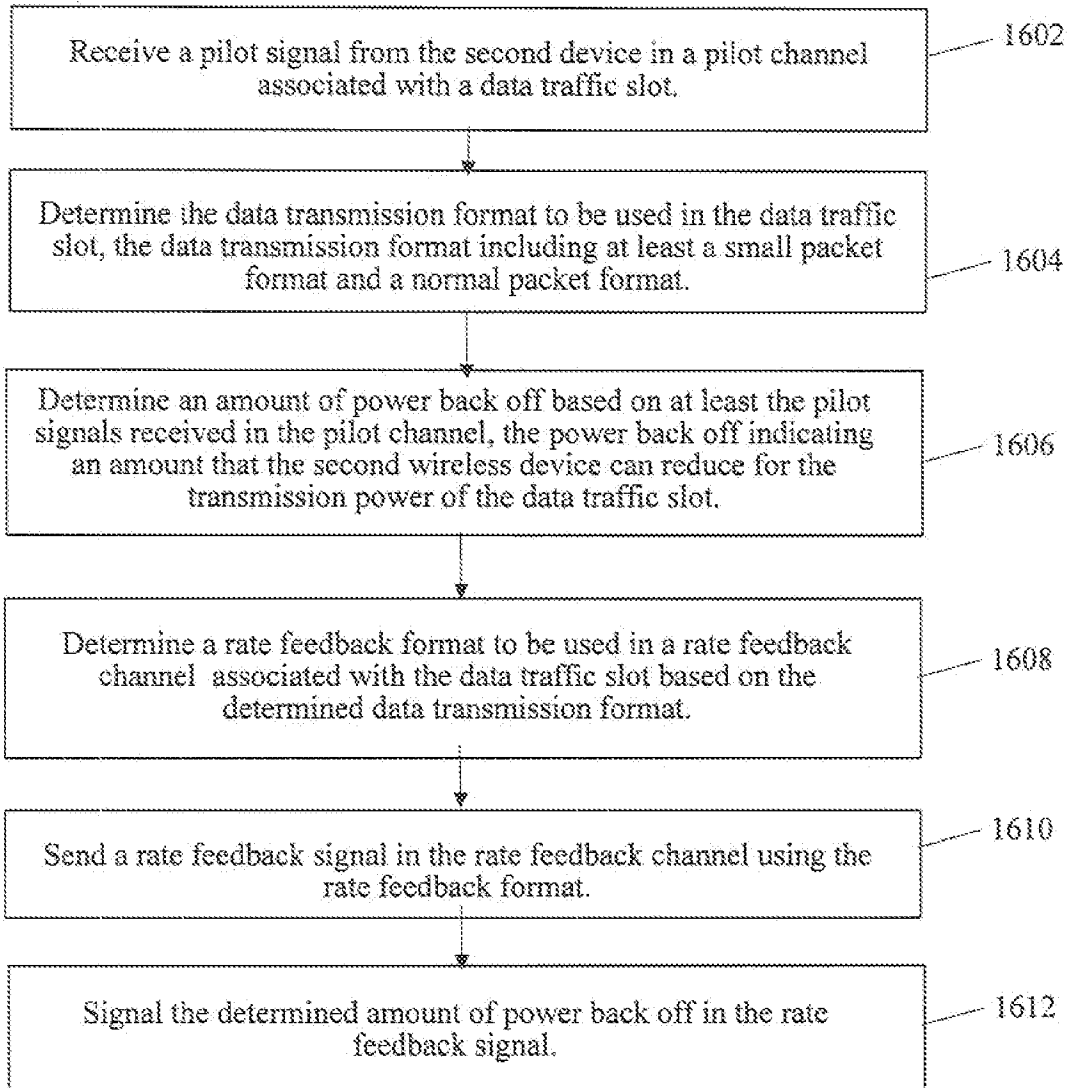 Receive a pilot signal from the second device in a pilot channel
associated with a data traffic slot.
1602
Determine the data transmission format to be used in the data traffic
slot, the data transmission format including at least a small packet
format and a normal packet format.
1604
Determine an amount of power back off based on at least the pilot
signals received in the pilot channel, the power back off indicating
an amount that the second wireless device can reduce for the
transmission power of the data traffic slot.
1606
Determine a rate feedback format to be used in a rate feedback
channel associated with the data traffic slot based on the
determined data transmission format.
1608
Send a rate feedback signal in the rate feedback channel using the
rate feedback format.
1610
Signal the determined amount of power back off in the rate
feedback signal.
1612